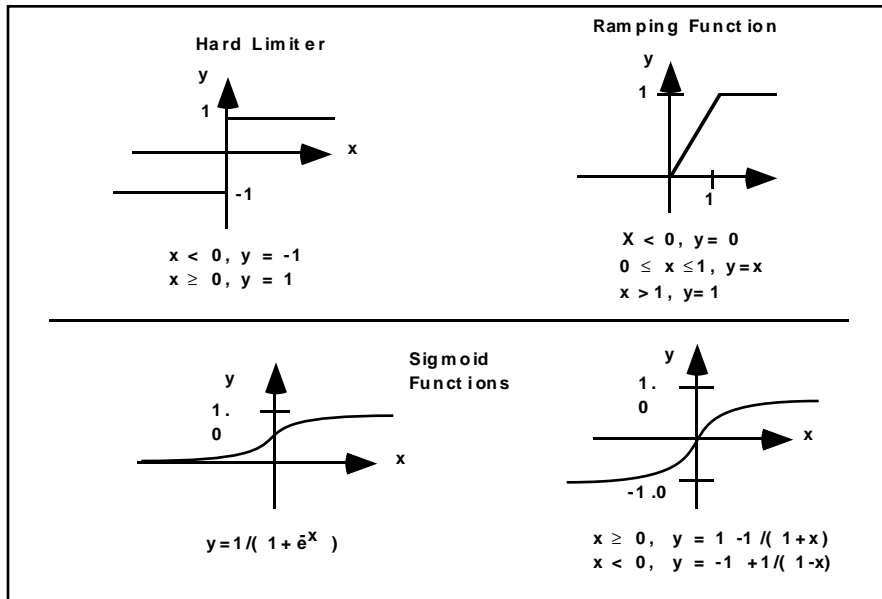 Hard Limiter
y
1
x
-1
x < 0, y = -1
x ≥ 0, y = 1
Ramping Function
y
1
1
X < 0, y= 0
0 ≤ x ≤1, y=x
x >1, y= 1
Sigmoid
Functions
y
1.
0
x
y=1/( 1+ e-x )
y
1.
0
x
-1.0
x ≥ 0, y = 1 -1/( 1+x)
x < 0, y = -1 +1/( 1-x)